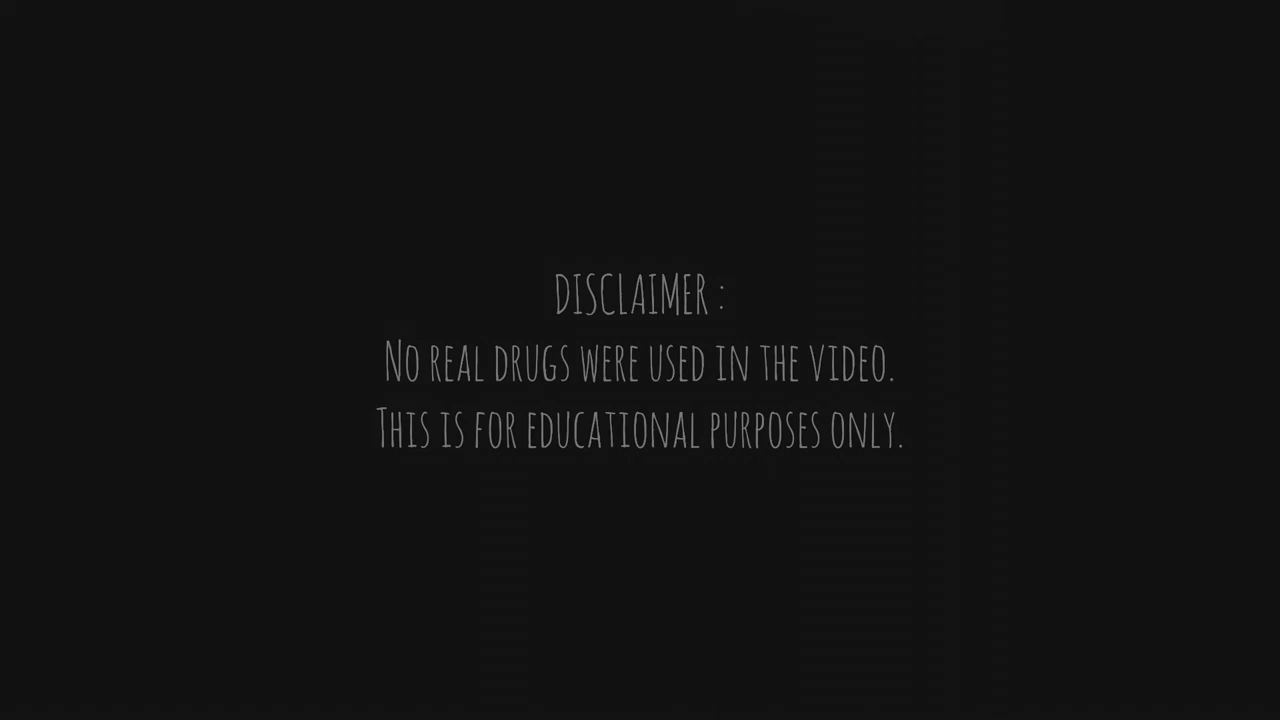 DISCLAIMER :
No real drugs were used in the video.
This is for educational purposes only.